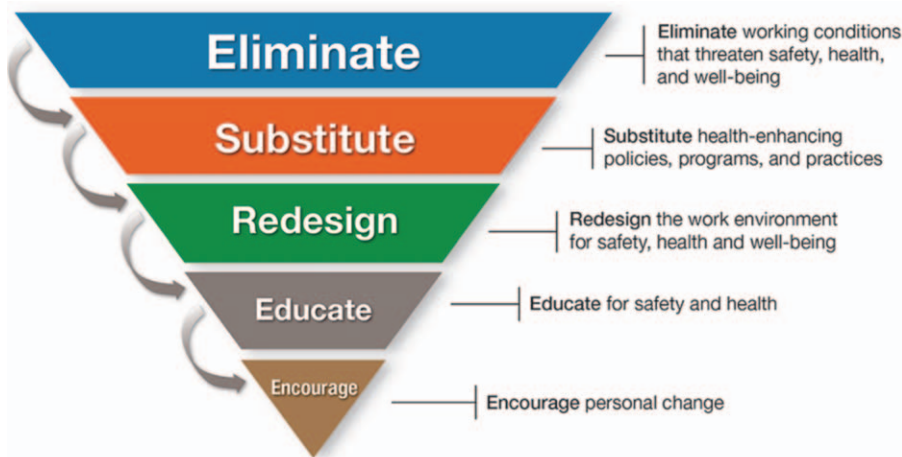 Eliminate
Eliminate working conditions
that threaten safety, health,
and well-being
Substitute
Substitute health-enhancing
policies, programs, and practices
Redesign
Redesign the work environment
for safety, health and well-being
Educate
Educate for safety and health
Encourage
Encourage personal change